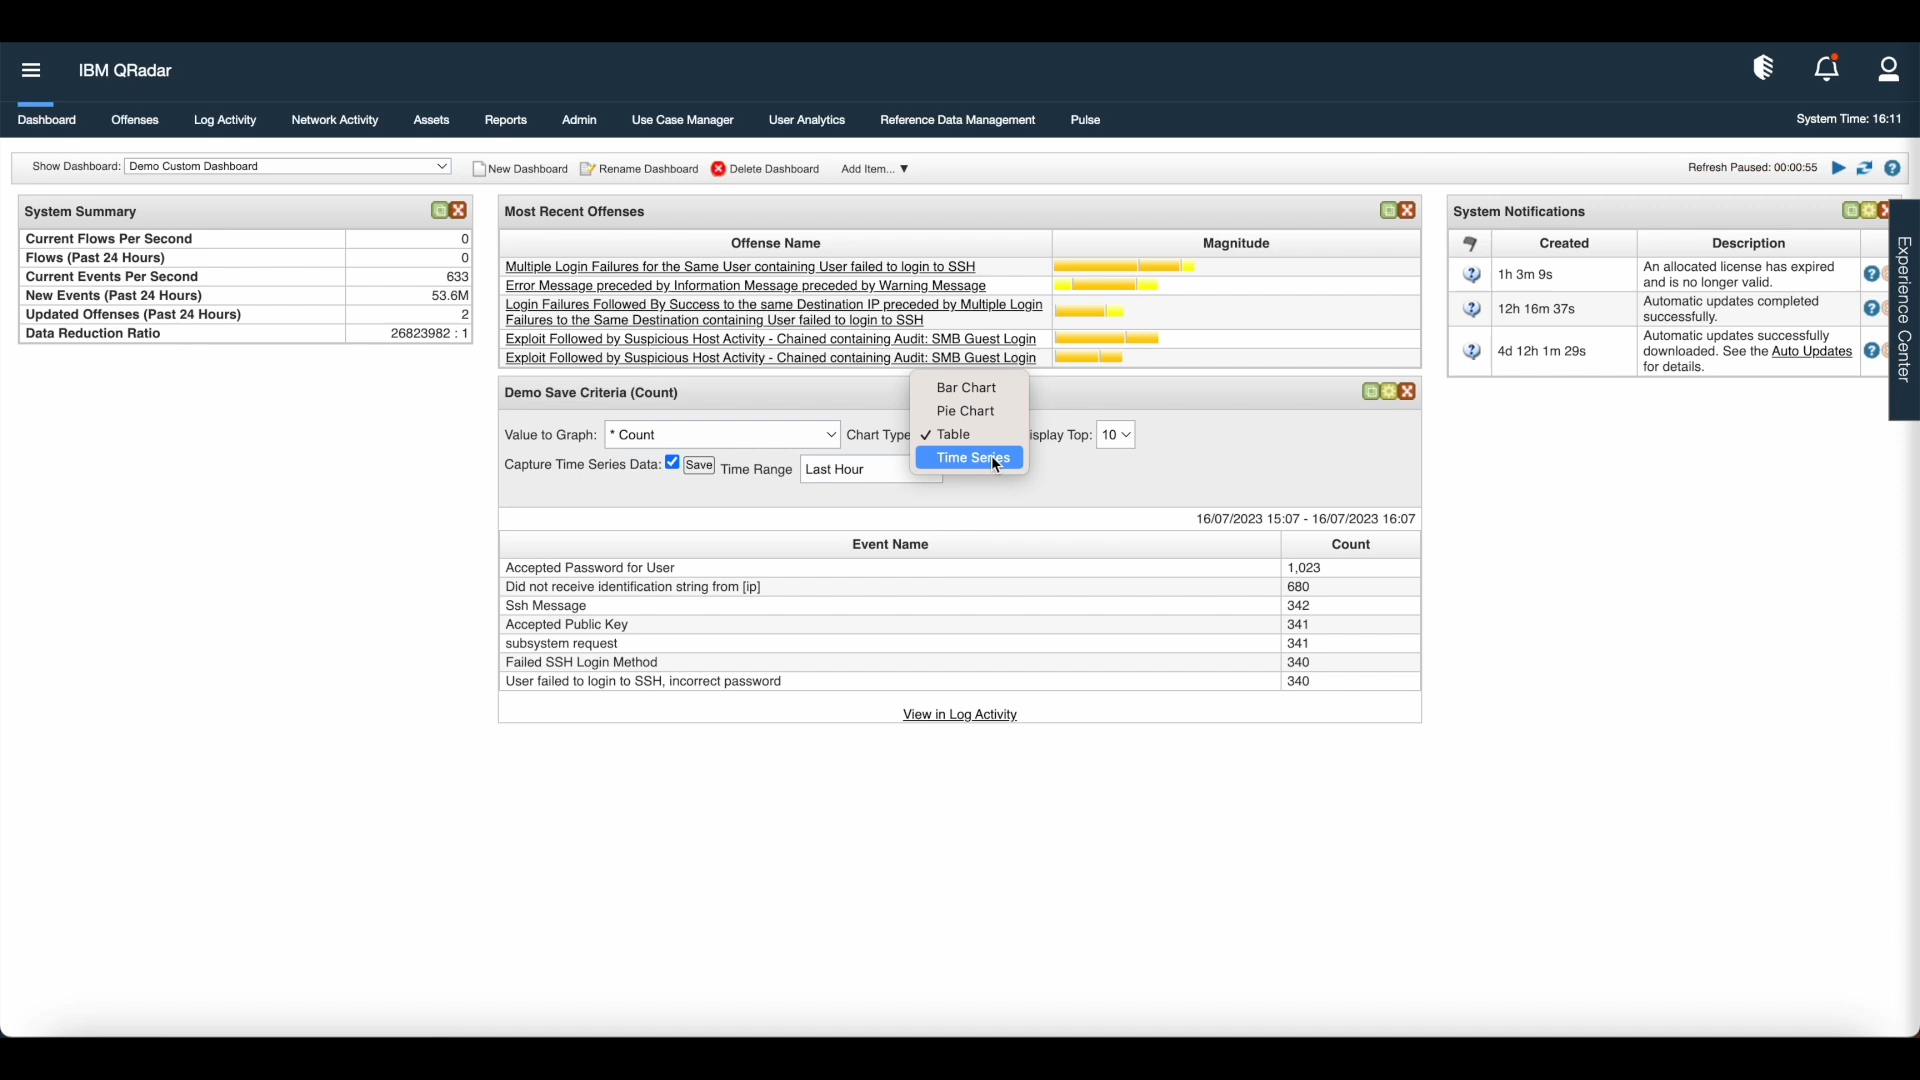 IBM QRadar
Dashboard Offenses Log Activity Network Activity Assets Reports Admin Use Case Manager User Analytics Reference Data Management Pulse System Time: 16:11
Show Dashboard: Demo Custom Dashboard New Dashboard Rename Dashboard Delete Dashboard Add Item... ▼ Refresh Paused: 00:00:55
System Summary
Current Flows Per Second 0
Flows (Past 24 Hours) 0
Current Events Per Second 633
New Events (Past 24 Hours) 53.6M
Updated Offenses (Past 24 Hours) 2
Data Reduction Ratio 26823982 : 1
Most Recent Offenses
Offense Name Magnitude
Multiple Login Failures for the Same User containing User failed to login to SSH
Error Message preceded by Information Message preceded by Warning Message
Login Failures Followed By Success to the same Destination IP preceded by Multiple Login
Failures to the Same Destination containing User failed to login to SSH
Exploit Followed by Suspicious Host Activity - Chained containing Audit: SMB Guest Login
Exploit Followed by Suspicious Host Activity - Chained containing Audit: SMB Guest Login
Demo Save Criteria (Count)
Value to Graph: * Count Chart Type isplay Top: 10
Bar Chart
Pie Chart
✓ Table
Time Series
Capture Time Series Data: Save Time Range Last Hour
16/07/2023 15:07 - 16/07/2023 16:07
Event Name Count
Accepted Password for User 1,023
Did not receive identification string from [ip] 680
Ssh Message 342
Accepted Public Key 341
subsystem request 341
Failed SSH Login Method 340
User failed to login to SSH, incorrect password 340
View in Log Activity
System Notifications
Created Description
1h 3m 9s An allocated license has expired
and is no longer valid.
12h 16m 37s Automatic updates completed
successfully.
4d 12h 1m 29s Automatic updates successfully
downloaded. See the Auto Updates
for details.
Experience Center